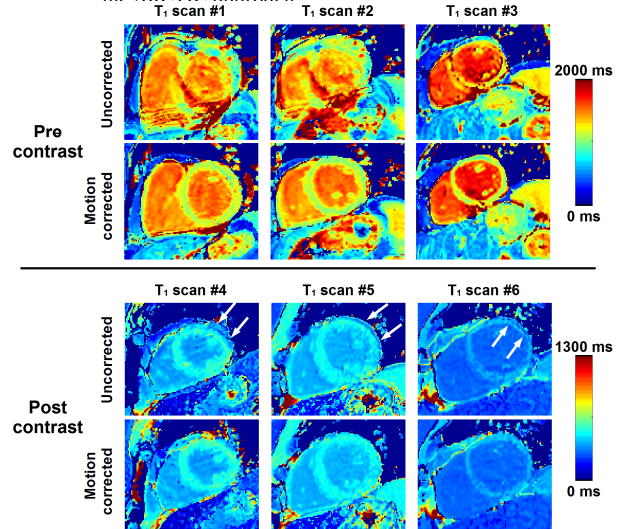 T₁ scan #1 T₁ scan #2 T₁ scan #3
Uncorrected
2000 ms
Pre
contrast
Motion
corrected
0 ms
T₁ scan #4 T₁ scan #5 T₁ scan #6
Uncorrected
1300 ms
Post
contrast
Motion
corrected
0 ms